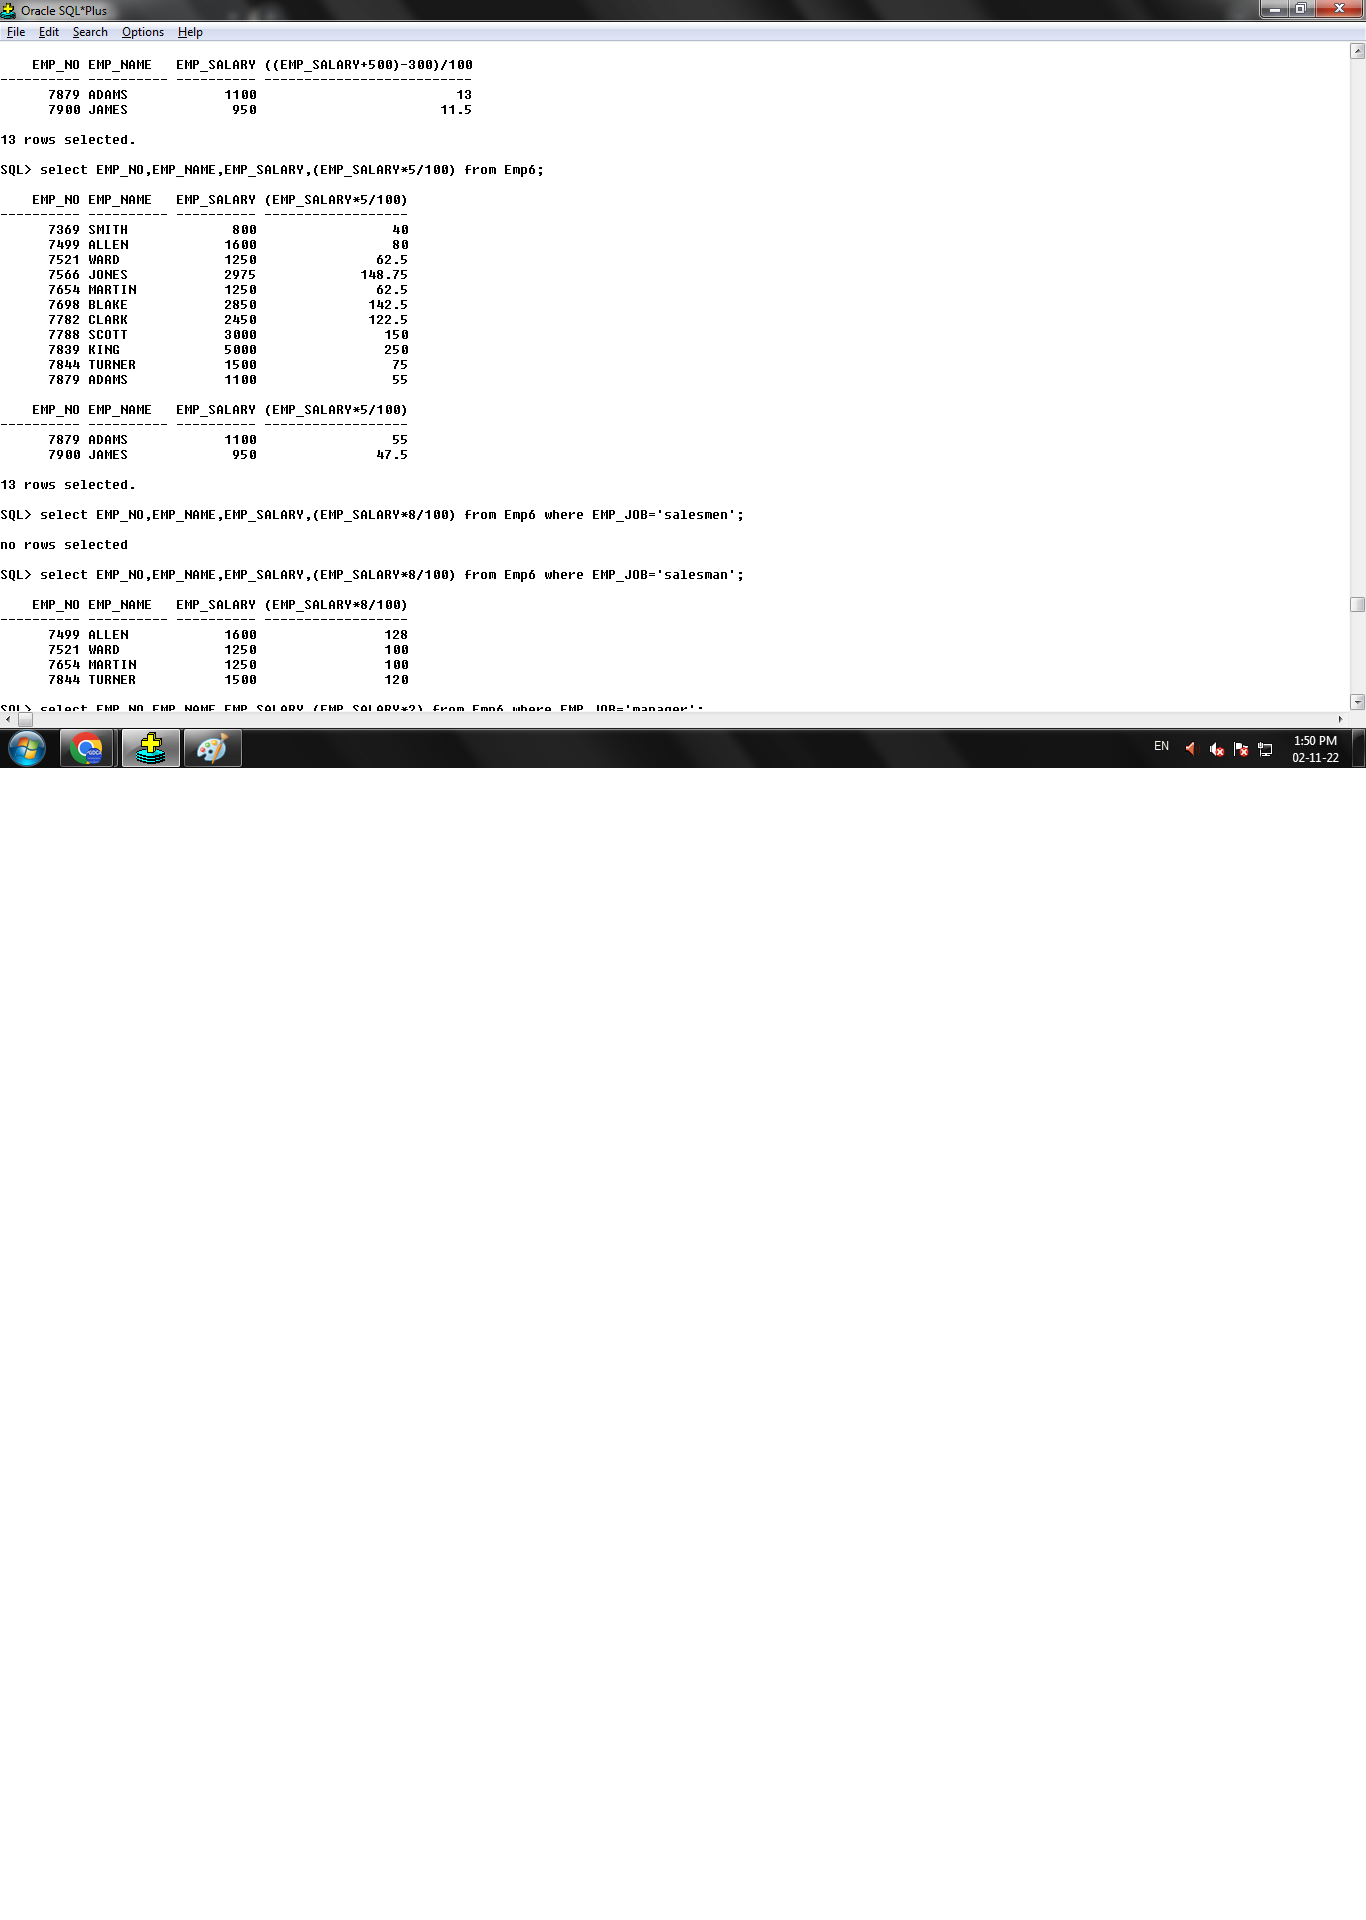 Oracle SQL*Plus
File Edit Search Options Help
EMP_NO EMP_NAME EMP_SALARY ((EMP_SALARY+500)-300)/100
---------- ---------- ---------- --------------------------
7879 ADAMS 1100 13
7900 JAMES 950 11.5
13 rows selected.
SQL> select EMP_NO,EMP_NAME,EMP_SALARY,(EMP_SALARY*5/100) from Emp6;
EMP_NO EMP_NAME EMP_SALARY (EMP_SALARY*5/100)
---------- ---------- ---------- ------------------
7369 SMITH 800 40
7499 ALLEN 1600 80
7521 WARD 1250 62.5
7566 JONES 2975 148.75
7654 MARTIN 1250 62.5
7698 BLAKE 2850 142.5
7782 CLARK 2450 122.5
7788 SCOTT 3000 150
7839 KING 5000 250
7844 TURNER 1500 75
7879 ADAMS 1100 55
EMP_NO EMP_NAME EMP_SALARY (EMP_SALARY*5/100)
---------- ---------- ---------- ------------------
7879 ADAMS 1100 55
7900 JAMES 950 47.5
13 rows selected.
SQL> select EMP_NO,EMP_NAME,EMP_SALARY,(EMP_SALARY*8/100) from Emp6 where EMP_JOB='salesmen';
no rows selected
SQL> select EMP_NO,EMP_NAME,EMP_SALARY,(EMP_SALARY*8/100) from Emp6 where EMP_JOB='salesman';
EMP_NO EMP_NAME EMP_SALARY (EMP_SALARY*8/100)
---------- ---------- ---------- ------------------
7499 ALLEN 1600 128
7521 WARD 1250 100
7654 MARTIN 1250 100
7844 TURNER 1500 120
SQL> select EMP_NO,EMP_NAME,EMP_SALARY,(EMP_SALARY*2) from Emp6 where EMP_JOB='manager';
EN 1:50 PM
02-11-22